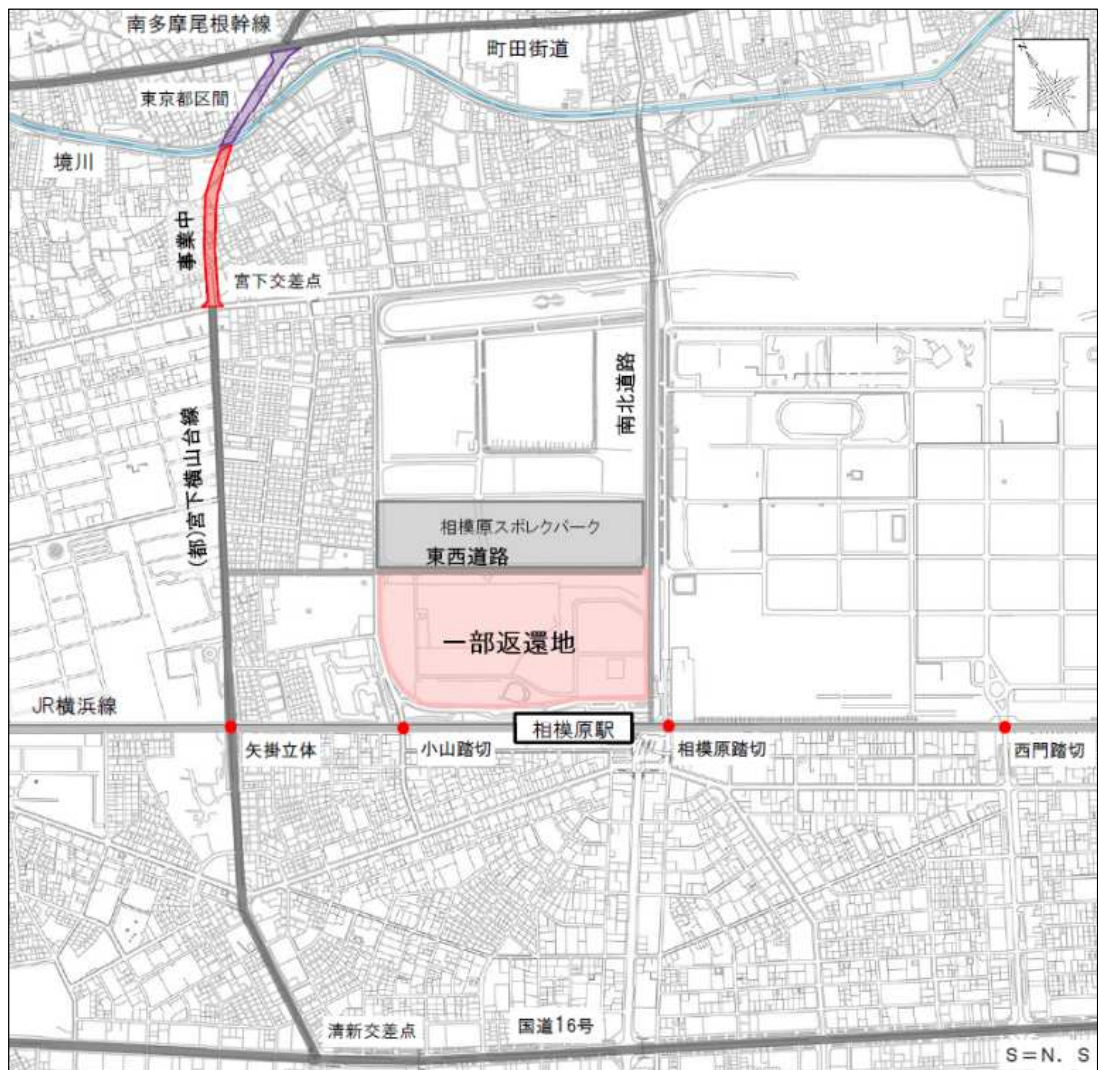 南多摩尾根幹線
町田街道
東京都区間
境川
事業中
宮下交差点
南北道路
(都)宮下横山台線
相模原スポレクパーク
東西道路
一部返還地
JR横浜線
相模原駅
矢掛立体
小山踏切
相模原踏切
西門踏切
国道16号
清新交差点
S=N. S